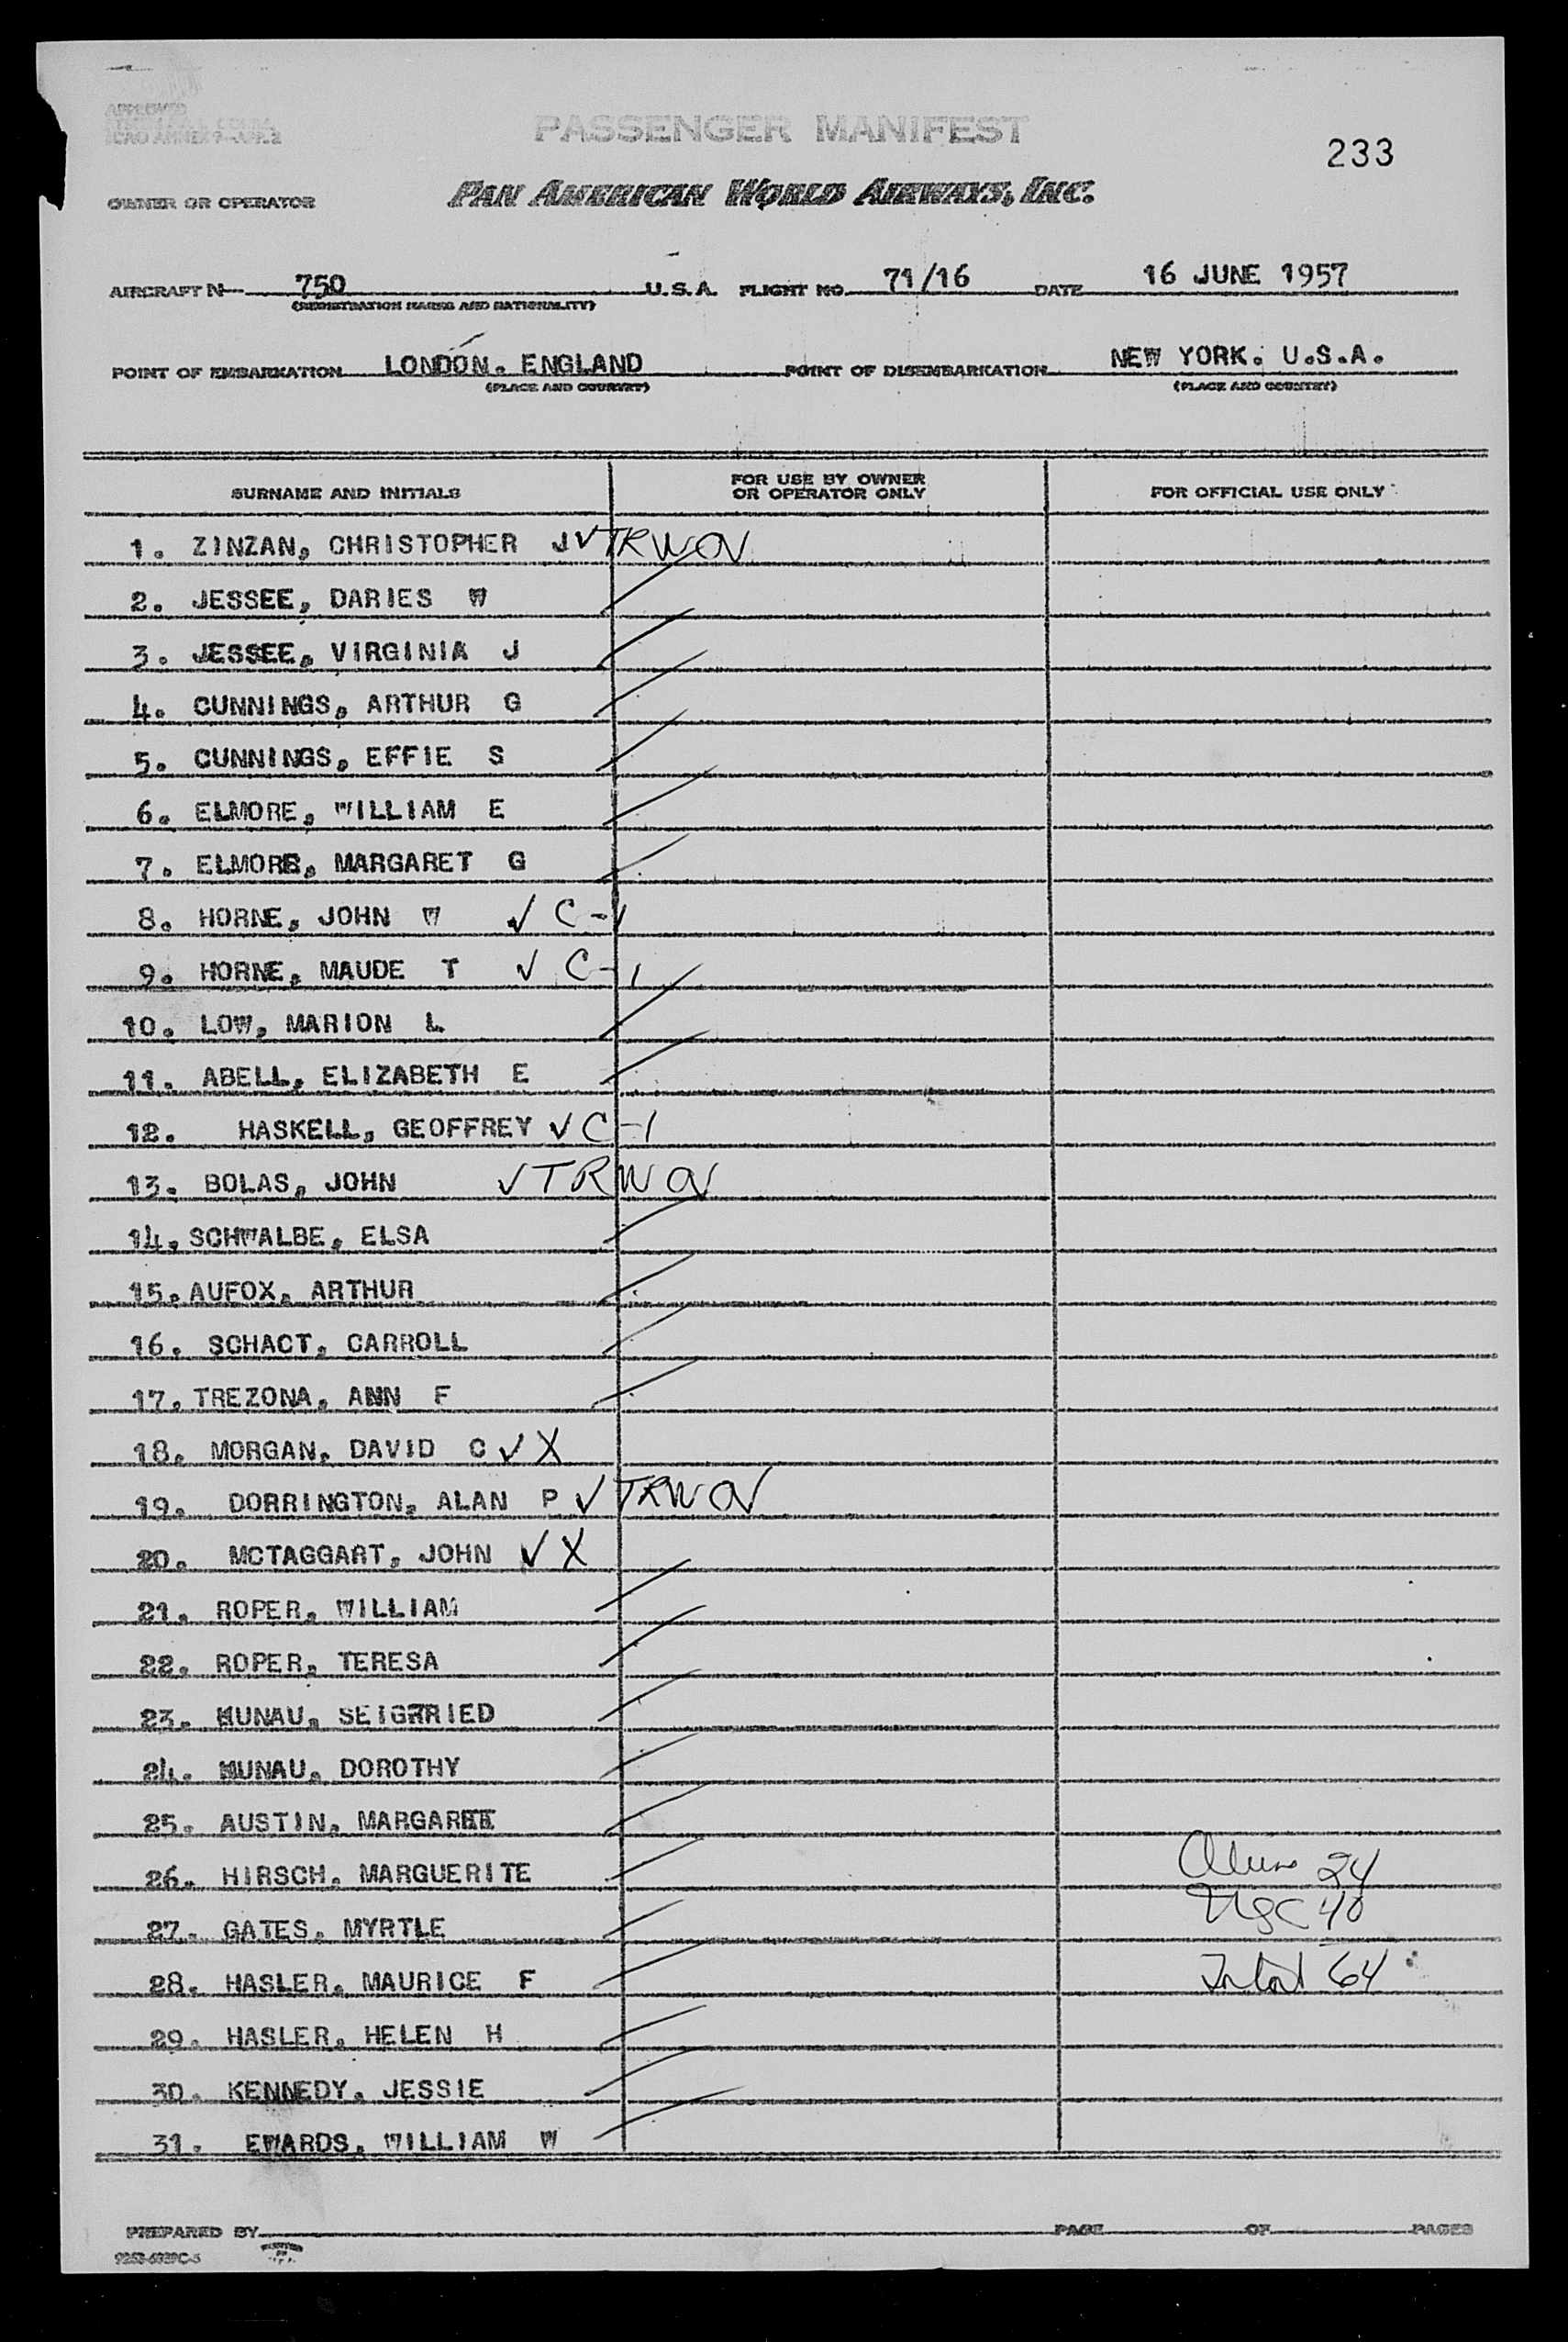 APPROVED
ICAO ANNEX 9-APP. 2
PASSENGER MANIFEST
233
OWNER OR OPERATOR PAN AMERICAN WORLD AIRWAYS, INC.
AIRCRAFT N 750 U.S.A. FLIGHT NO. 71/16 DATE 16 JUNE 1957
(REGISTRATION MARKS AND NATIONALITY)
POINT OF EMBARKATION LONDON. ENGLAND POINT OF DISEMBARKATION NEW YORK. U.S.A.
(PLACE AND COUNTRY) (PLACE AND COUNTRY)
SURNAME AND INITIALS FOR USE BY OWNER OR OPERATOR ONLY FOR OFFICIAL USE ONLY
1. ZINZAN, CHRISTOPHER J ✓ TRWOV
2. JESSEE, DARIES W
3. JESSEE, VIRGINIA J
4. CUNNINGS, ARTHUR G
5. CUNNINGS, EFFIE S
6. ELMORE, WILLIAM E
7. ELMORE, MARGARET G
8. HORNE, JOHN W ✓ C-1
9. HORNE, MAUDE T ✓ C-1
10. LOW, MARION L
11. ABELL, ELIZABETH E
12. HASKELL, GEOFFREY ✓ C-1
13. BOLAS, JOHN ✓ TRWOV
14. SCHWALBE, ELSA
15. AUFOX, ARTHUR
16. SCHACT, CARROLL
17. TREZONA, ANN F
18. MORGAN, DAVID C ✓ X
19. DORRINGTON, ALAN P ✓ TRWOV
20. MCTAGGART, JOHN ✓ X
21. ROPER, WILLIAM
22. ROPER, TERESA
23. MUNAU, SEIGFRIED
24. MUNAU, DOROTHY
25. AUSTIN, MARGARET
26. HIRSCH, MARGUERITE
Aliens 24
27. GATES, MYRTLE
USC 40
28. HASLER, MAURICE F
Total 64
29. HASLER, HELEN H
30. KENNEDY, JESSIE
31. EWARDS, WILLIAM W
PREPARED BY PAGE OF PAGES